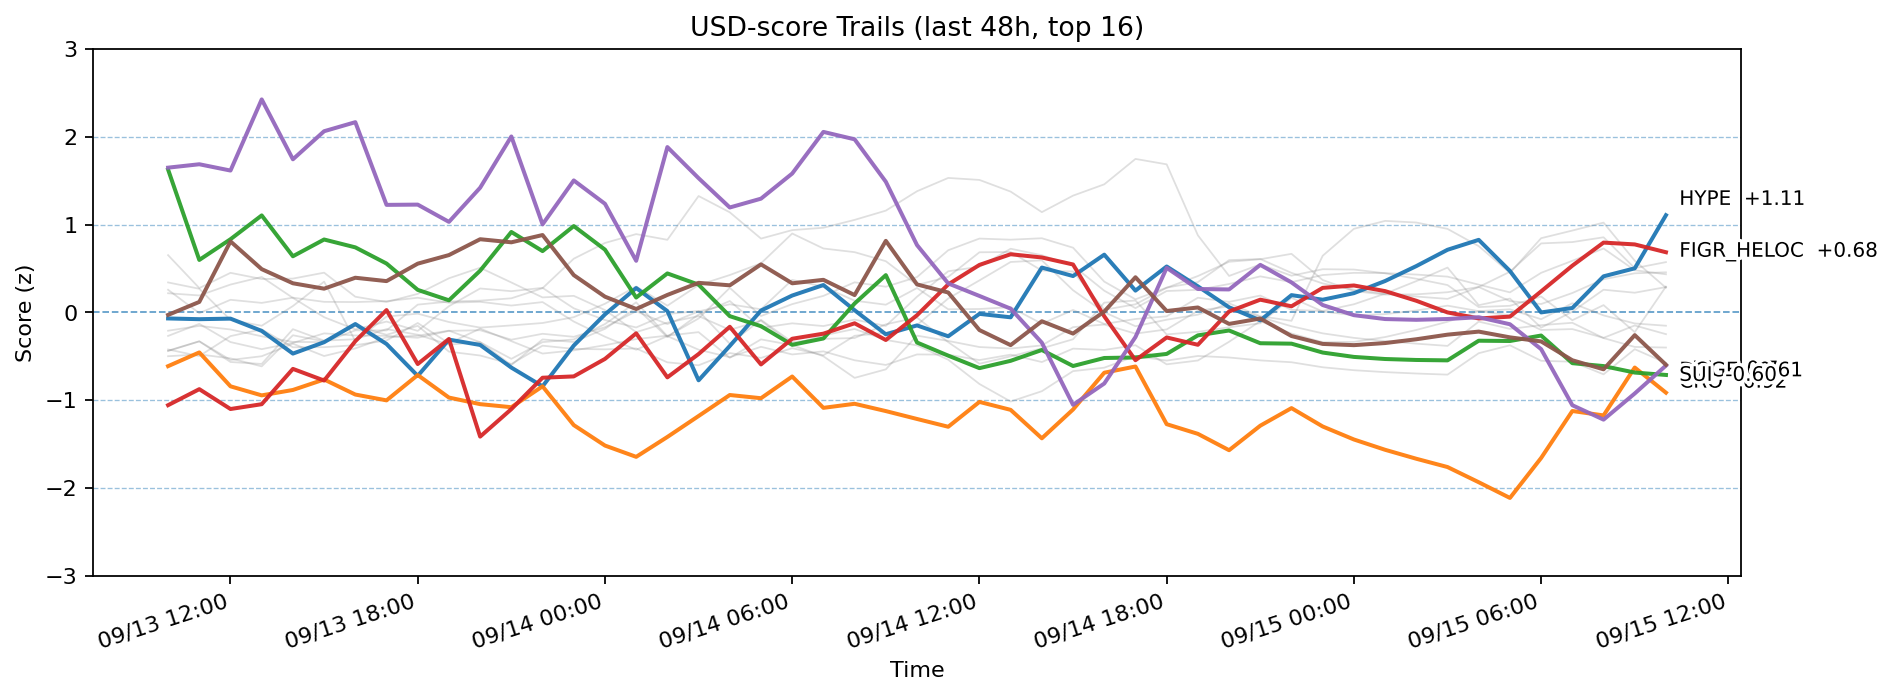 USD-score Trails (last 48h, top 16)
3
2
1
0
−1
−2
−3
Score (z)
HYPE +1.11
FIGR_HELOC +0.68
SUI
09/13 12:00
09/13 18:00
09/14 00:00
09/14 06:00
09/14 12:00
09/14 18:00
09/15 00:00
09/15 06:00
09/15 12:00
Time